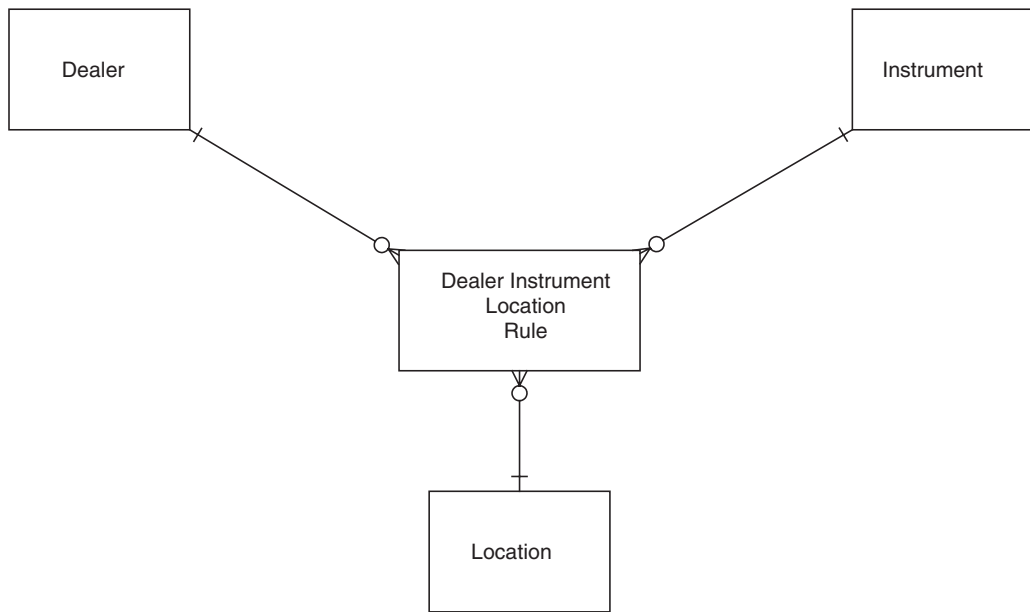 Dealer
Instrument
Dealer Instrument
Location
Rule
Location